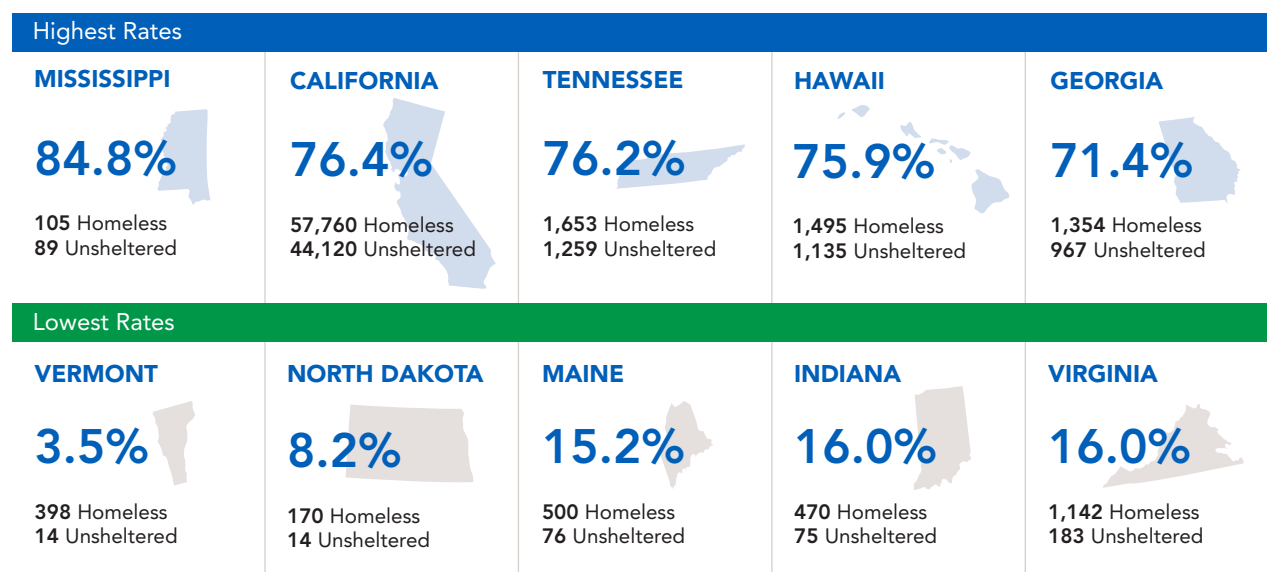 Highest Rates
MISSISSIPPI
84.8%
105 Homeless
89 Unsheltered
CALIFORNIA
76.4%
57,760 Homeless
44,120 Unsheltered
TENNESSEE
76.2%
1,653 Homeless
1,259 Unsheltered
HAWAII
75.9%
1,495 Homeless
1,135 Unsheltered
GEORGIA
71.4%
1,354 Homeless
967 Unsheltered
Lowest Rates
VERMONT
3.5%
398 Homeless
14 Unsheltered
NORTH DAKOTA
8.2%
170 Homeless
14 Unsheltered
MAINE
15.2%
500 Homeless
76 Unsheltered
INDIANA
16.0%
470 Homeless
75 Unsheltered
VIRGINIA
16.0%
1,142 Homeless
183 Unsheltered